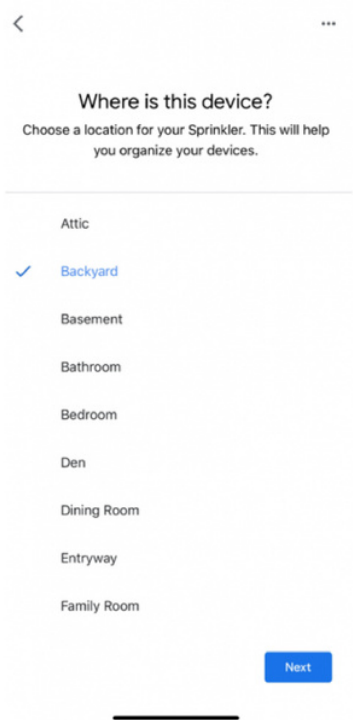 Where is this device?
Choose a location for your Sprinkler. This will help
you organize your devices.
Attic
Backyard
Basement
Bathroom
Bedroom
Den
Dining Room
Entryway
Family Room
Next